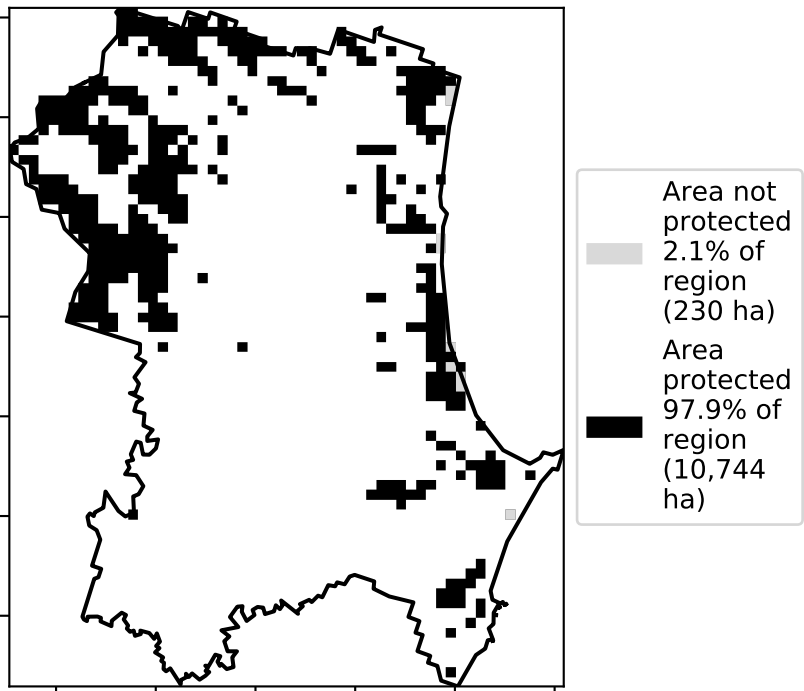 Area not
protected
2.1% of
region
(230 ha)
Area
protected
97.9% of
region
(10,744
ha)